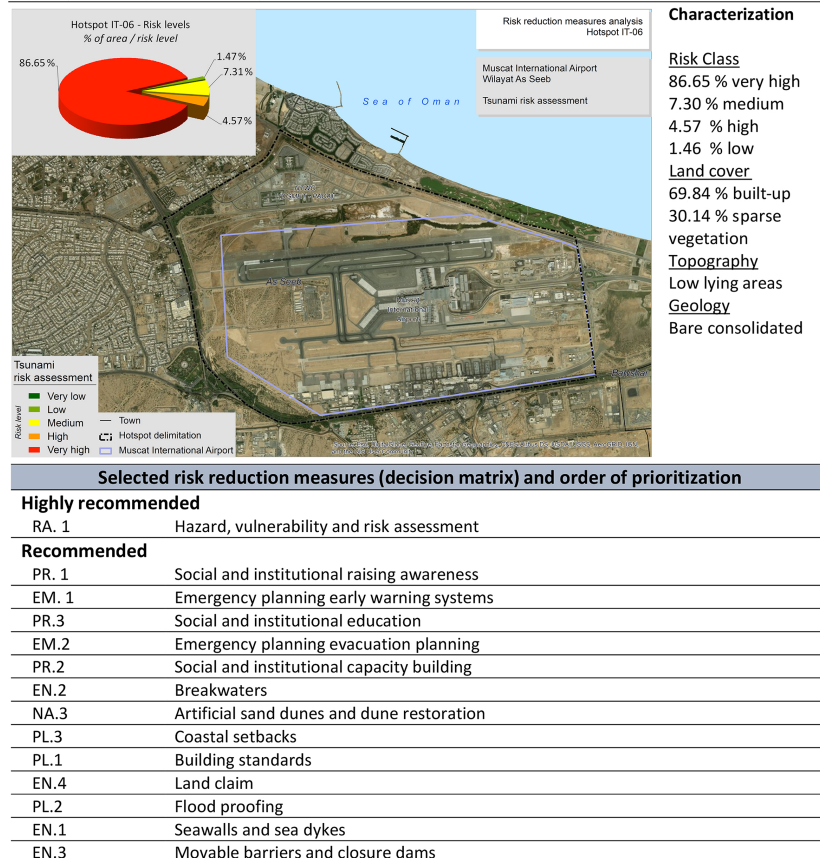 Hotspot IT-06 - Risk levels
% of area / risk level
86.65%
1.47%
7.31%
4.57%
Risk reduction measures analysis
Hotspot IT-06
Muscat International Airport
Wilayat As Seeb
Tsunami risk assessment
Sea of Oman
As Seeb
International
Airport
Bawshar
Tsunami
risk assessment
Risk level
Very low
Low
Medium
High
Very high
Town
Hotspot delimitation
Muscat International Airport
Characterization
Risk Class
86.65 % very high
7.30 % medium
4.57 % high
1.46 % low
Land cover
69.84 % built-up
30.14 % sparse
vegetation
Topography
Low lying areas
Geology
Bare consolidated
Selected risk reduction measures (decision matrix) and order of prioritization
Highly recommended
RA. 1 Hazard, vulnerability and risk assessment
Recommended
PR. 1 Social and institutional raising awareness
EM. 1 Emergency planning early warning systems
PR.3 Social and institutional education
EM.2 Emergency planning evacuation planning
PR.2 Social and institutional capacity building
EN.2 Breakwaters
NA.3 Artificial sand dunes and dune restoration
PL.3 Coastal setbacks
PL.1 Building standards
EN.4 Land claim
PL.2 Flood proofing
EN.1 Seawalls and sea dykes
EN.3 Movable barriers and closure dams